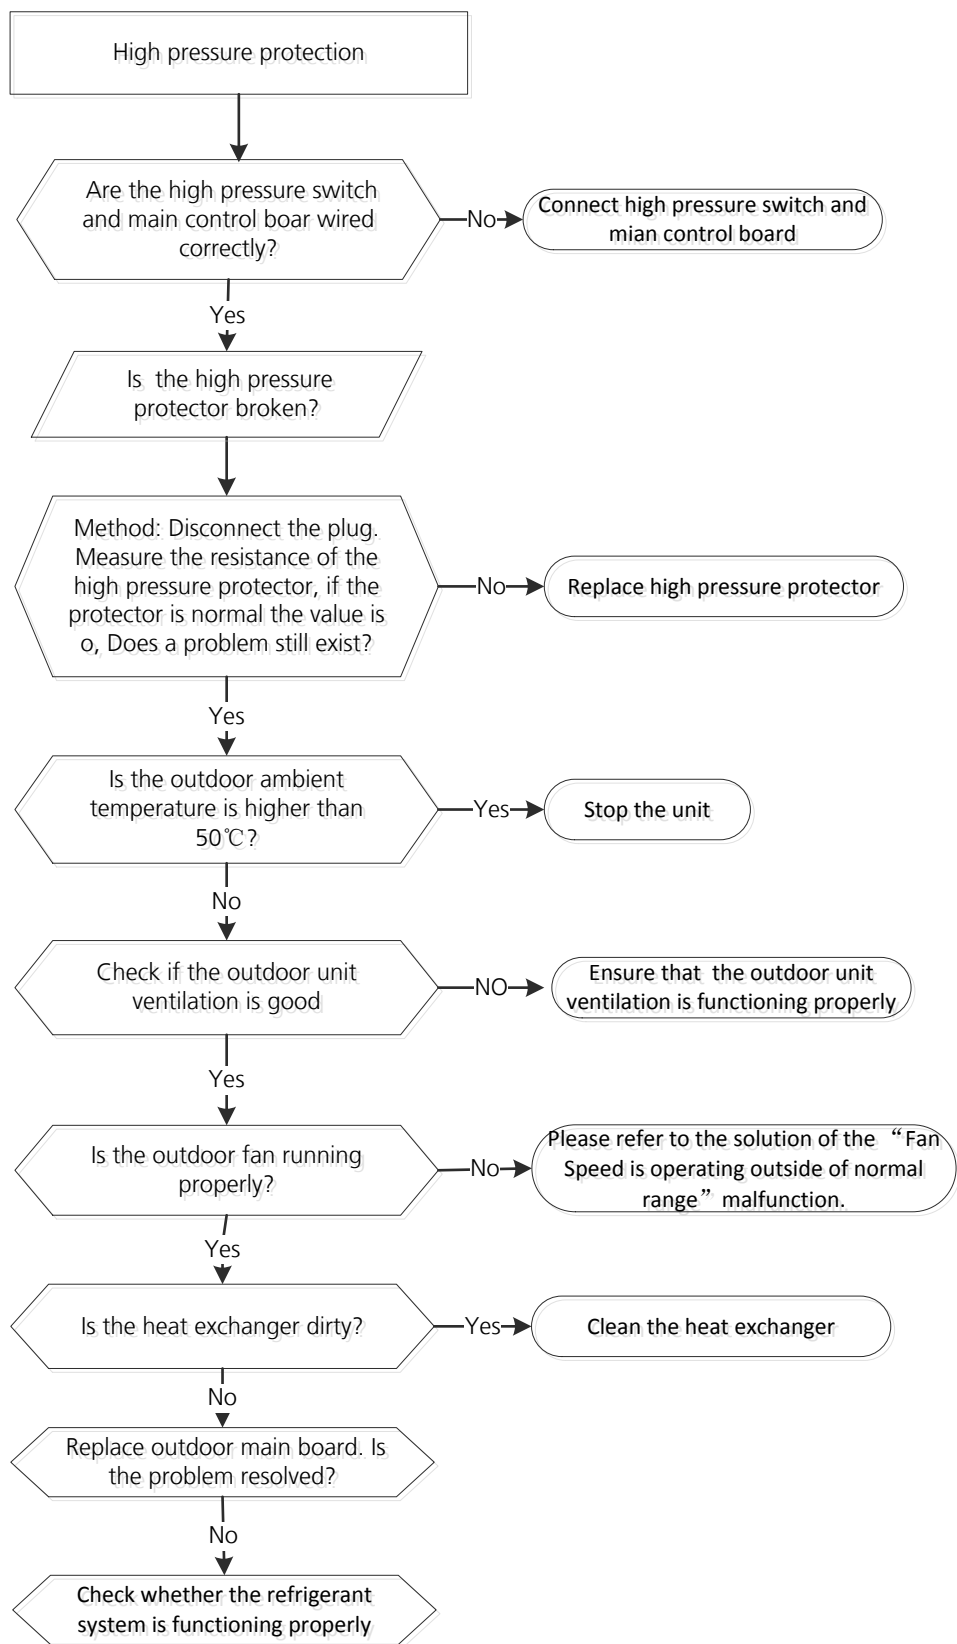 High pressure protection
Are the high pressure switch
and main control boar wired
correctly?
No
Connect high pressure switch and
mian control board
Yes
Is the high pressure
protector broken?
Method: Disconnect the plug.
Measure the resistance of the
high pressure protector, if the
protector is normal the value is
o, Does a problem still exist?
No
Replace high pressure protector
Yes
Is the outdoor ambient
temperature is higher than
50℃?
Yes
Stop the unit
No
Check if the outdoor unit
ventilation is good
NO
Ensure that the outdoor unit
ventilation is functioning properly
Yes
Is the outdoor fan running
properly?
No
Please refer to the solution of the “Fan
Speed is operating outside of normal
range” malfunction.
Yes
Is the heat exchanger dirty?
Yes
Clean the heat exchanger
No
Replace outdoor main board. Is
the problem resolved?
No
Check whether the refrigerant
system is functioning properly